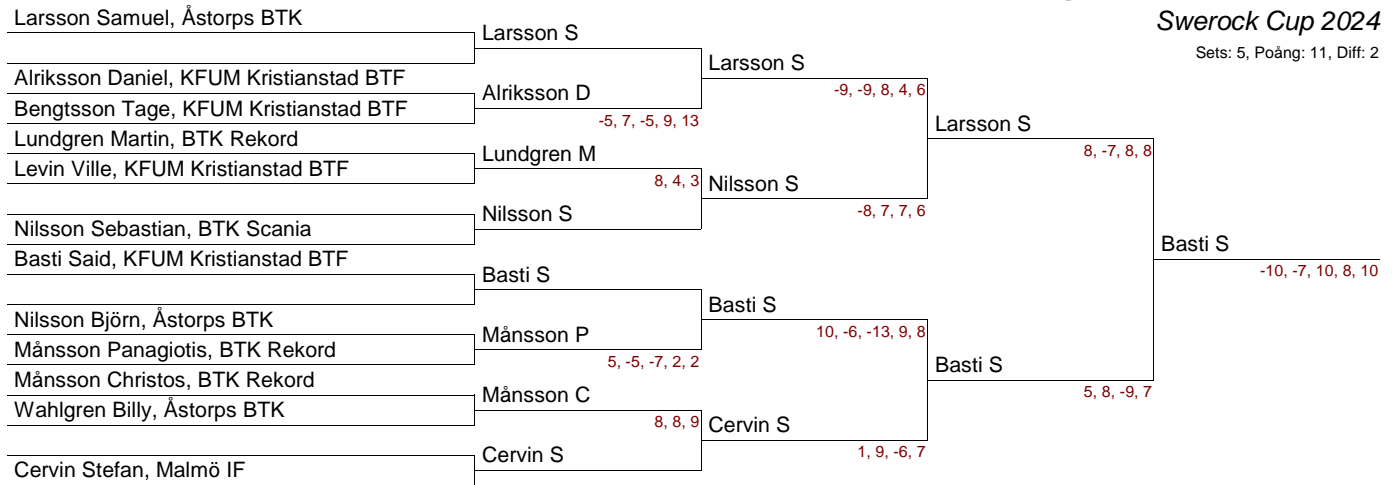 Swerock Cup 2024
Sets: 5, Poång: 11, Diff: 2
Larsson Samuel, Åstorps BTK
Alriksson Daniel, KFUM Kristianstad BTF
Bengtsson Tage, KFUM Kristianstad BTF
Lundgren Martin, BTK Rekord
Levin Ville, KFUM Kristianstad BTF
Nilsson Sebastian, BTK Scania
Basti Said, KFUM Kristianstad BTF
Nilsson Björn, Åstorps BTK
Månsson Panagiotis, BTK Rekord
Månsson Christos, BTK Rekord
Wahlgren Billy, Åstorps BTK
Cervin Stefan, Malmö IF
Larsson S
Alriksson D
-5, 7, -5, 9, 13
Lundgren M
8, 4, 3
Nilsson S
Basti S
Månsson P
5, -5, -7, 2, 2
Månsson C
8, 8, 9
Cervin S
Larsson S
-9, -9, 8, 4, 6
Nilsson S
-8, 7, 7, 6
Basti S
10, -6, -13, 9, 8
Cervin S
1, 9, -6, 7
Larsson S
8, -7, 8, 8
Basti S
5, 8, -9, 7
Basti S
-10, -7, 10, 8, 10